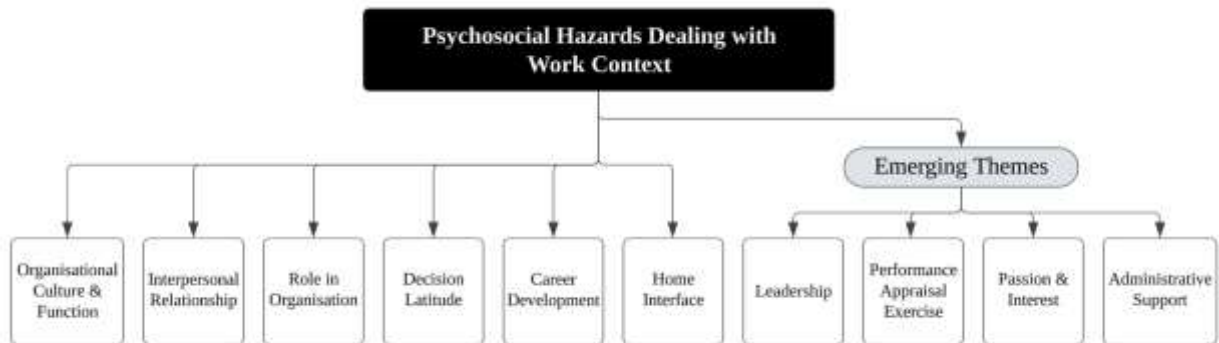 Psychosocial Hazards Dealing with
Work Context
Emerging Themes
Organisational
Culture &
Function
Interpersonal
Relationship
Role in
Organisation
Decision
Latitude
Career
Development
Home
Interface
Leadership
Performance
Appraisal
Exercise
Passion &
Interest
Administrative
Support